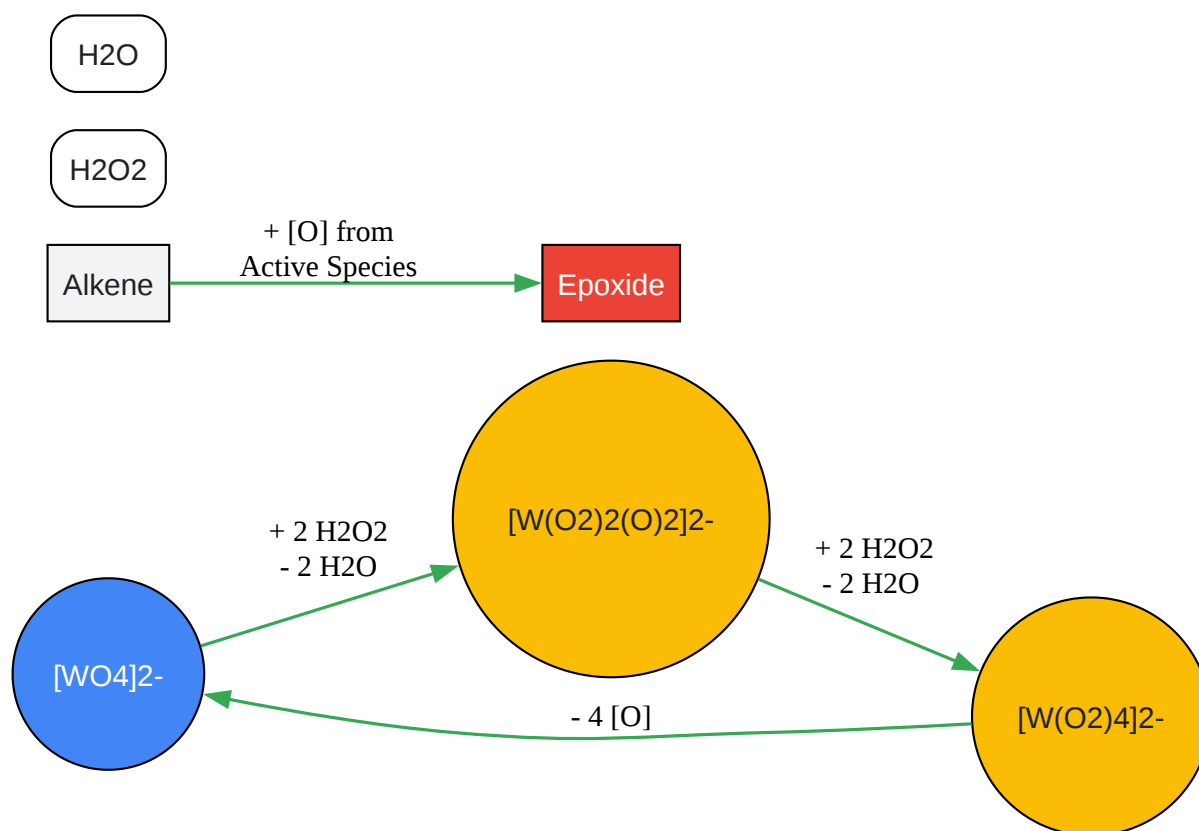 H2O
H2O2
+ [O] from
Active Species
Alkene
Epoxide
[W(O2)2(O)2]2-
+ 2 H2O2
- 2 H2O
+ 2 H2O2
- 2 H2O
[WO4]2-
- 4 [O]
[W(O2)4]2-